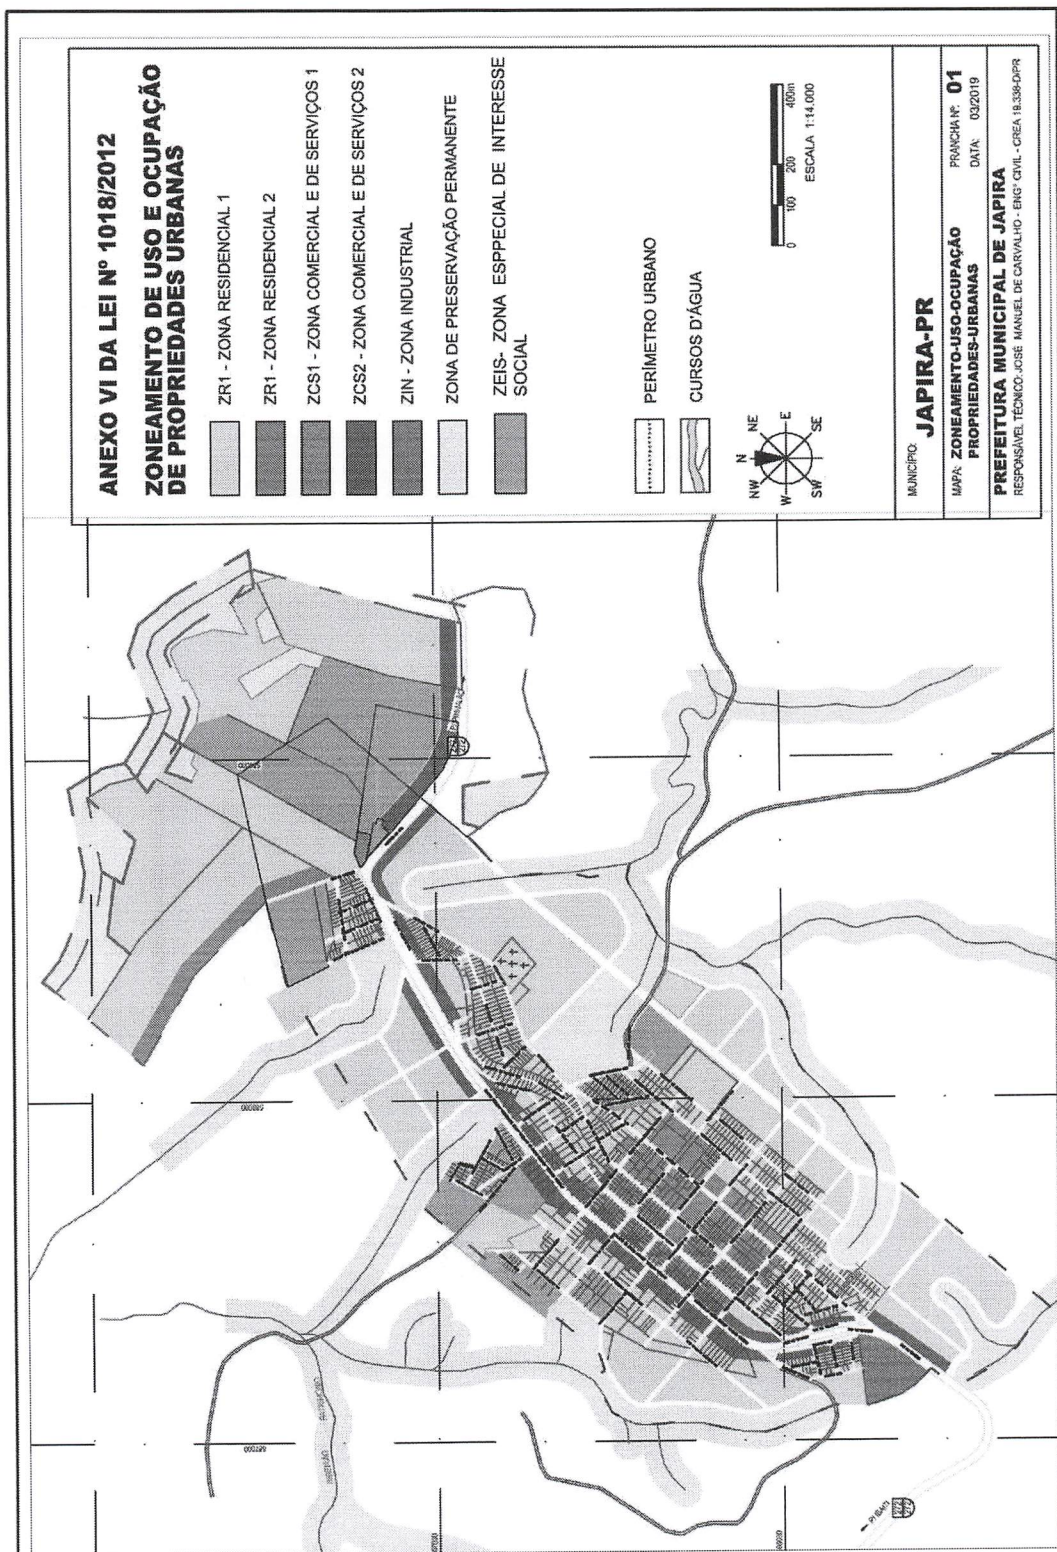 ANEXO VI DA LEI Nº 1018/2012
ZONEAMENTO DE USO E OCUPAÇÃO
DE PROPRIEDADES URBANAS
ZR1 - ZONA RESIDENCIAL 1
ZR1 - ZONA RESIDENCIAL 2
ZCS1 - ZONA COMERCIAL E DE SERVIÇOS 1
ZCS2 - ZONA COMERCIAL E DE SERVIÇOS 2
ZIN - ZONA INDUSTRIAL
ZONA DE PRESERVAÇÃO PERMANENTE
ZEIS- ZONA ESPPECIAL DE INTERESSE
SOCIAL
PERÍMETRO URBANO
CURSOS D'ÁGUA
N
NE
E
SE
SW
W
NW
0 100 200 400m
ESCALA 1:14.000
MUNICÍPIO:
JAPIRA-PR
MAPA: ZONEAMENTO-USO-OCUPAÇÃO
PROPRIEDADES-URBANAS
PRANCHA Nº: 01
DATA: 03/2019
PREFEITURA MUNICIPAL DE JAPIRA
RESPONSÁVEL TÉCNICO: JOSÉ MANUEL DE CARVALHO - ENGº CIVIL - CREA 18.338-D/PR